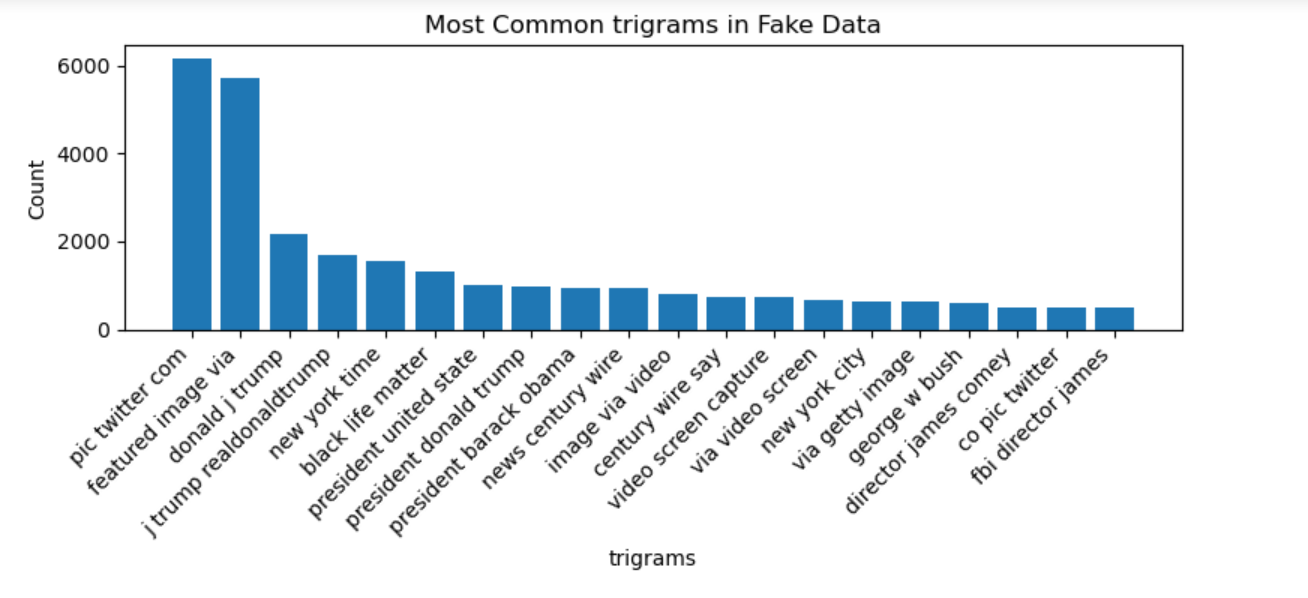 Most Common trigrams in Fake Data
Count
6000
4000
2000
0
pic twitter com
featured image via
donald j trump
j trump realdonaldtrump
new york time
black life matter
president united state
president donald trump
president barack obama
news century wire
image via video
century wire say
video screen capture
via video screen
new york city
via getty image
george w bush
director james comey
co pic twitter
fbi director james
trigrams